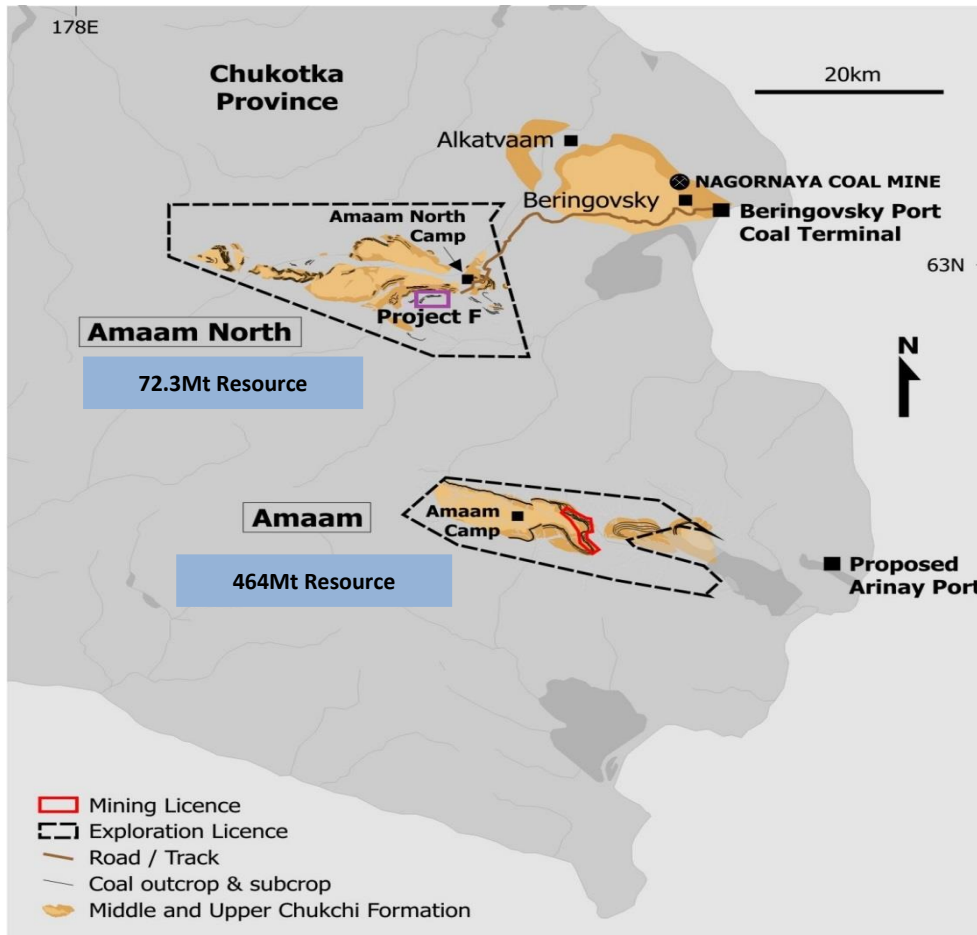 178E
Chukotka
Province
20km
Alkatvaam
NAGORNAYA COAL MINE
Beringovsky
Beringovsky Port
Coal Terminal
Amaam North
Camp
63N
Project F
Amaam North
N
72.3Mt Resource
Amaam
Amaam
Camp
464Mt Resource
Proposed
Arinay Port
Mining Licence
Exploration Licence
Road / Track
Coal outcrop & subcrop
Middle and Upper Chukchi Formation